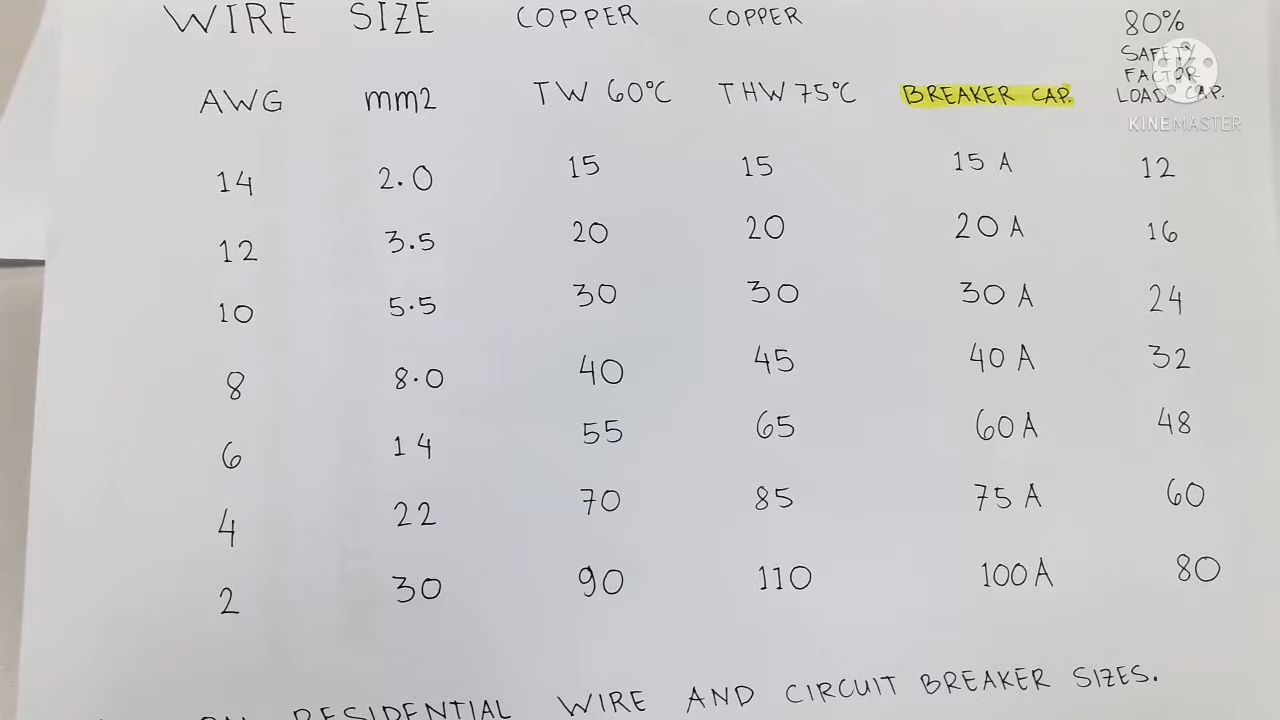 WIRE SIZE COPPER COPPER 80%
SAFETY
FACTOR
AWG mm2 TW 60°C THW 75°C BREAKER CAP. LOAD CAP.
KINEMASTER
14 2.0 15 15 15 A 12
12 3.5 20 20 20 A 16
10 5.5 30 30 30 A 24
8 8.0 40 45 40 A 32
6 14 55 65 60 A 48
4 22 70 85 75 A 60
2 30 90 110 100 A 80
RESIDENTIAL WIRE AND CIRCUIT BREAKER SIZES.